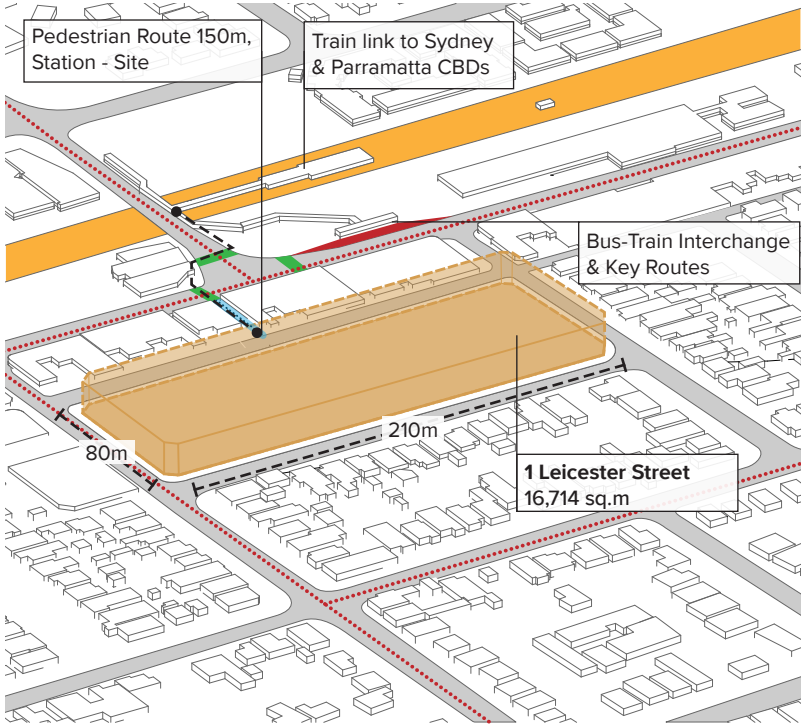 Pedestrian Route 150m,
Station - Site
Train link to Sydney
& Parramatta CBDs
Bus-Train Interchange
& Key Routes
210m
80m
1 Leicester Street
16,714 sq.m